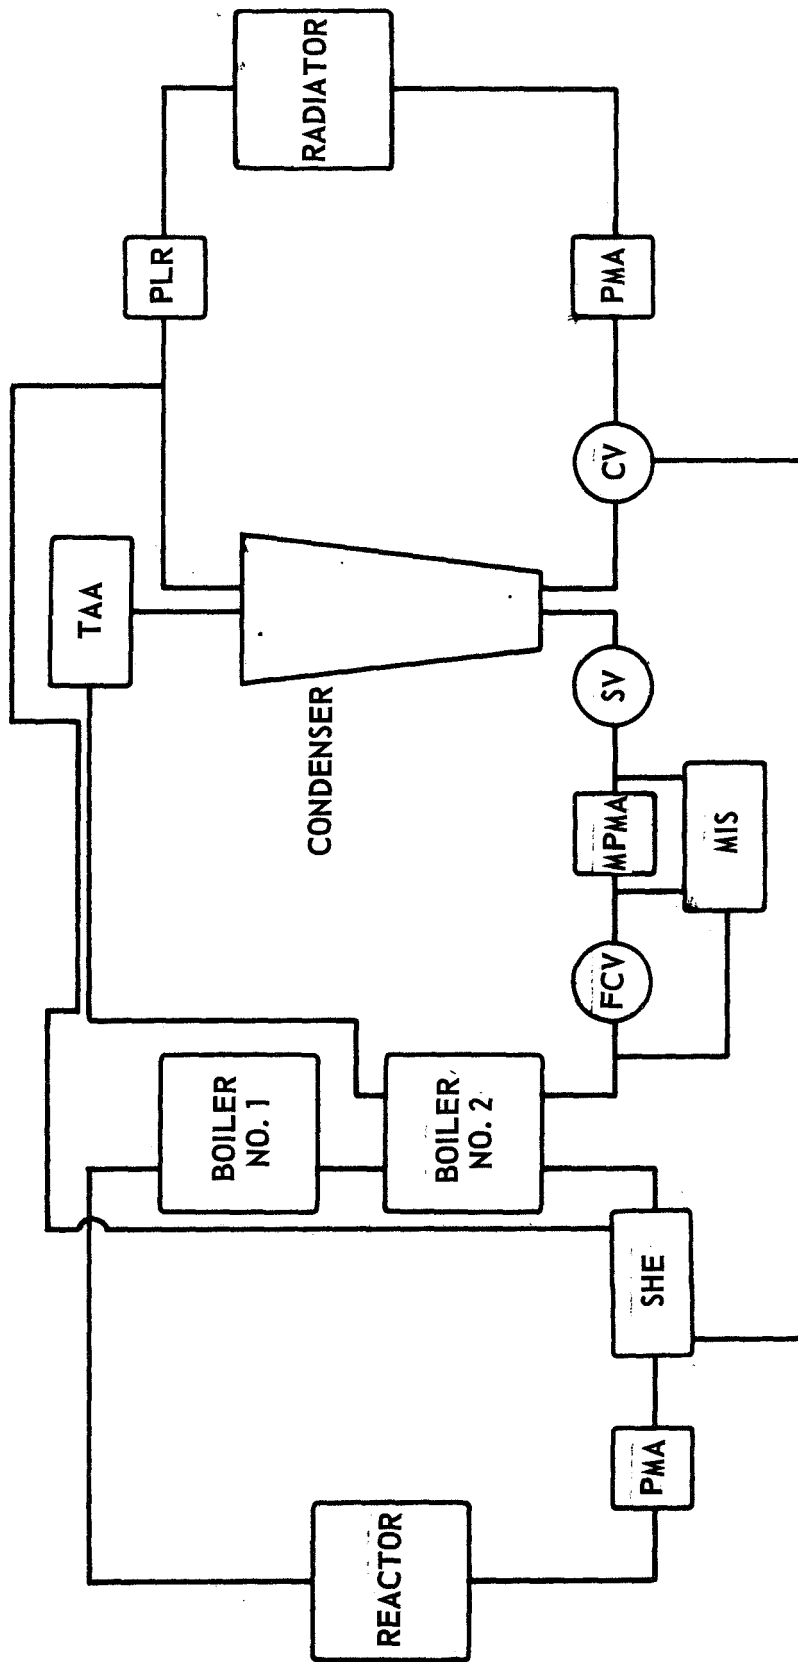 RADIATOR
PLR
PMA
CV
TAA
CONDENSER
SV
MPMA
MIS
FCV
BOILER
NO. 1
BOILER
NO. 2
SHE
PMA
REACTOR